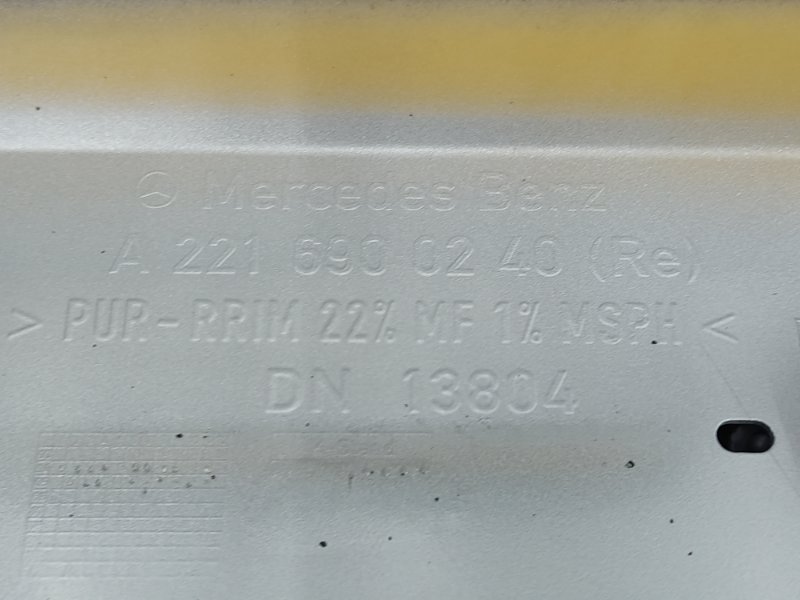 Mercedes Benz
A 221 690 02 40 (Re)
> PUR-RRIM 22% MF 1% MSPH <
DN 13804